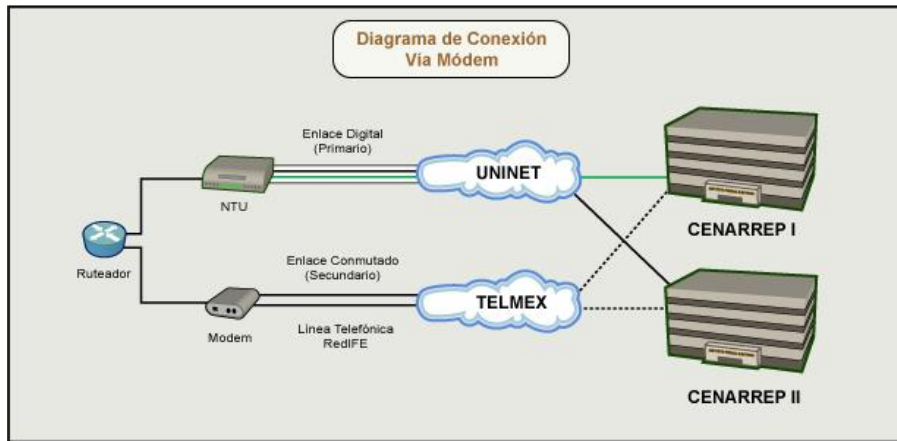 Diagrama de Conexión
Vía Módem
Enlace Digital
(Primario)
UNINET
NTU
CENARREP I
Ruteador
Enlace Conmutado
(Secundario)
TELMEX
Modem
Línea Telefónica
RedIFE
CENARREP II